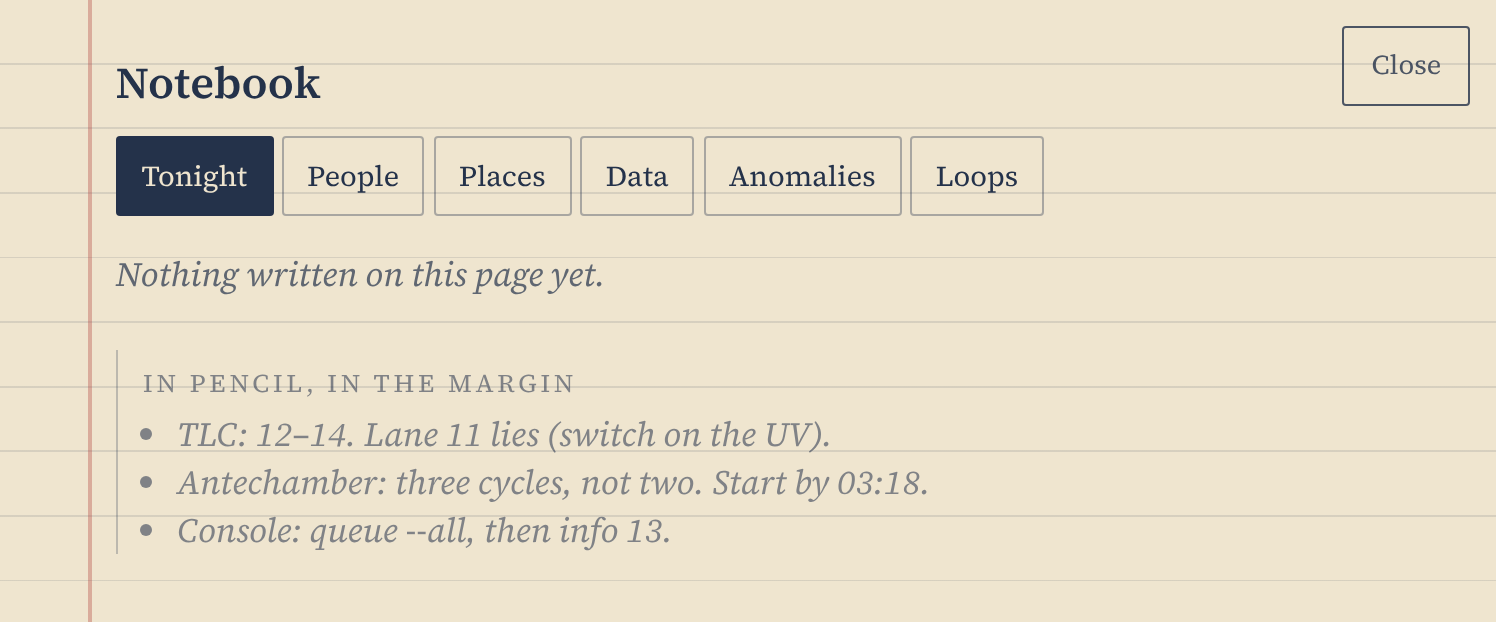 Close
Notebook
Tonight People Places Data Anomalies Loops
Nothing written on this page yet.
IN PENCIL, IN THE MARGIN
TLC: 12–14. Lane 11 lies (switch on the UV).
Antechamber: three cycles, not two. Start by 03:18.
Console: queue --all, then info 13.